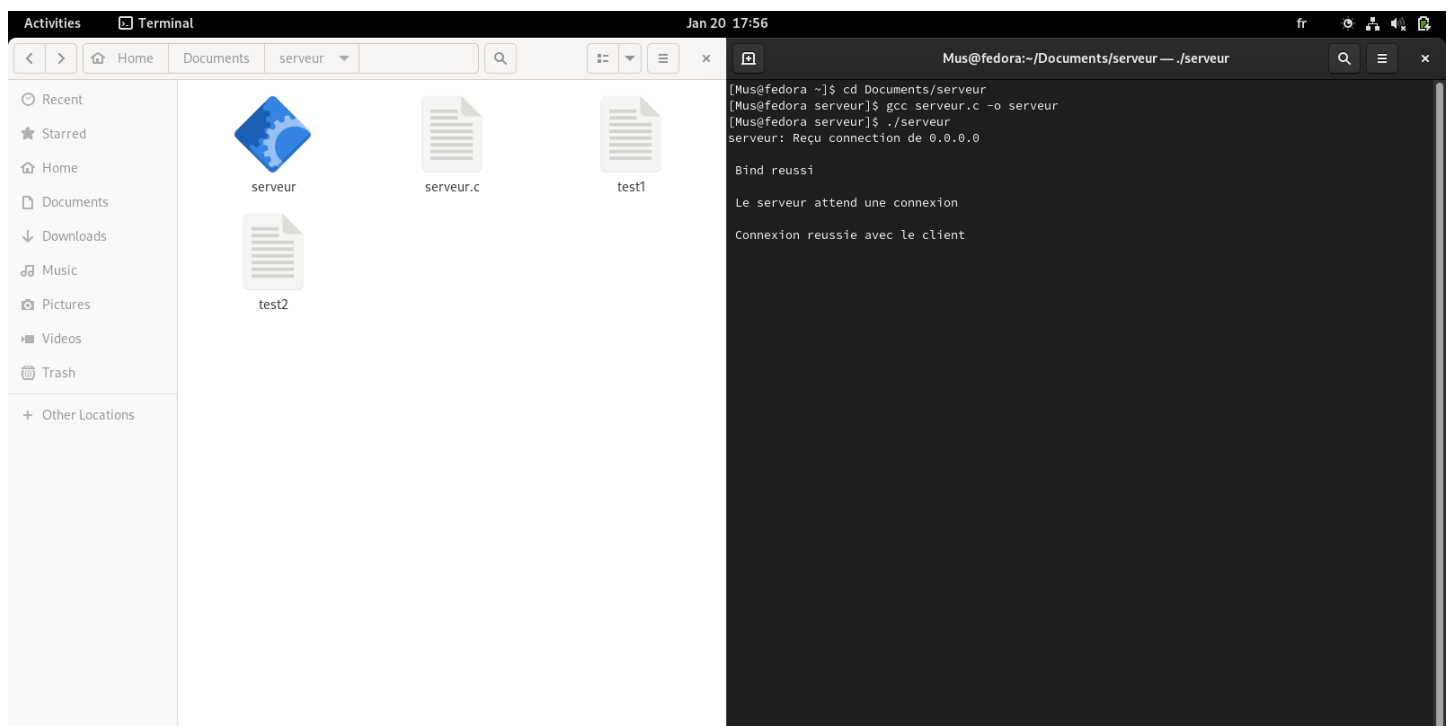 Activities Terminal Jan 20 17:56 fr
Home Documents serveur
Mus@fedora:~/Documents/serveur — ./serveur
Recent
Starred
Home
Documents
Downloads
Music
Pictures
Videos
Trash
Other Locations
serveur serveur.c test1
test2
[Mus@fedora ~]$ cd Documents/serveur
[Mus@fedora serveur]$ gcc serveur.c -o serveur
[Mus@fedora serveur]$ ./serveur
serveur: Reçu connection de 0.0.0.0
Bind reussi
Le serveur attend une connexion
Connexion reussie avec le client